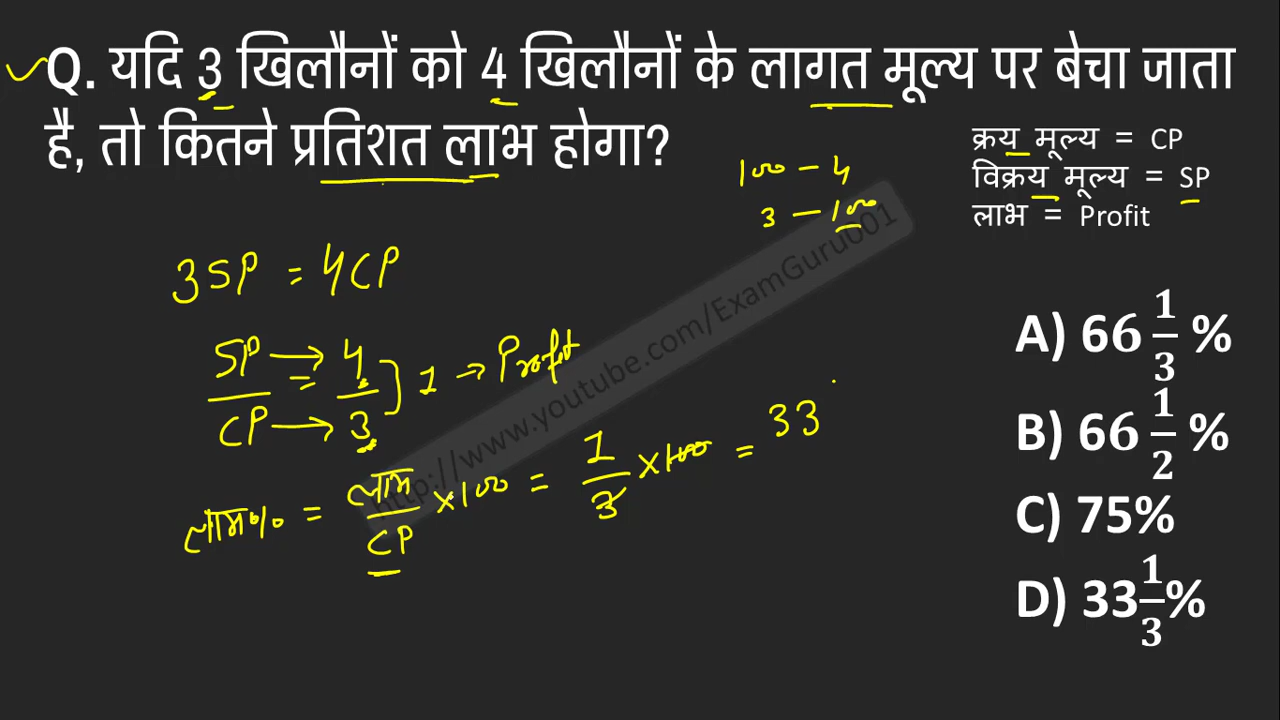 Q. यदि 3 खिलौनों को 4 खिलौनों के लागत मूल्य पर बेचा जाता
है, तो कितने प्रतिशत लाभ होगा?
क्रय मूल्य = CP
विक्रय मूल्य = SP
लाभ = Profit
100 – 4
3 – 100
3SP = 4CP
SP → = 4
CP → 3 } 1 → Profit
लाभ% = लाभ/CP ×100 = 1/3 ×100 = 33
A) 66 1/3 %
B) 66 1/2 %
C) 75%
D) 33 1/3%
http://www.youtube.com/ExamGuru001